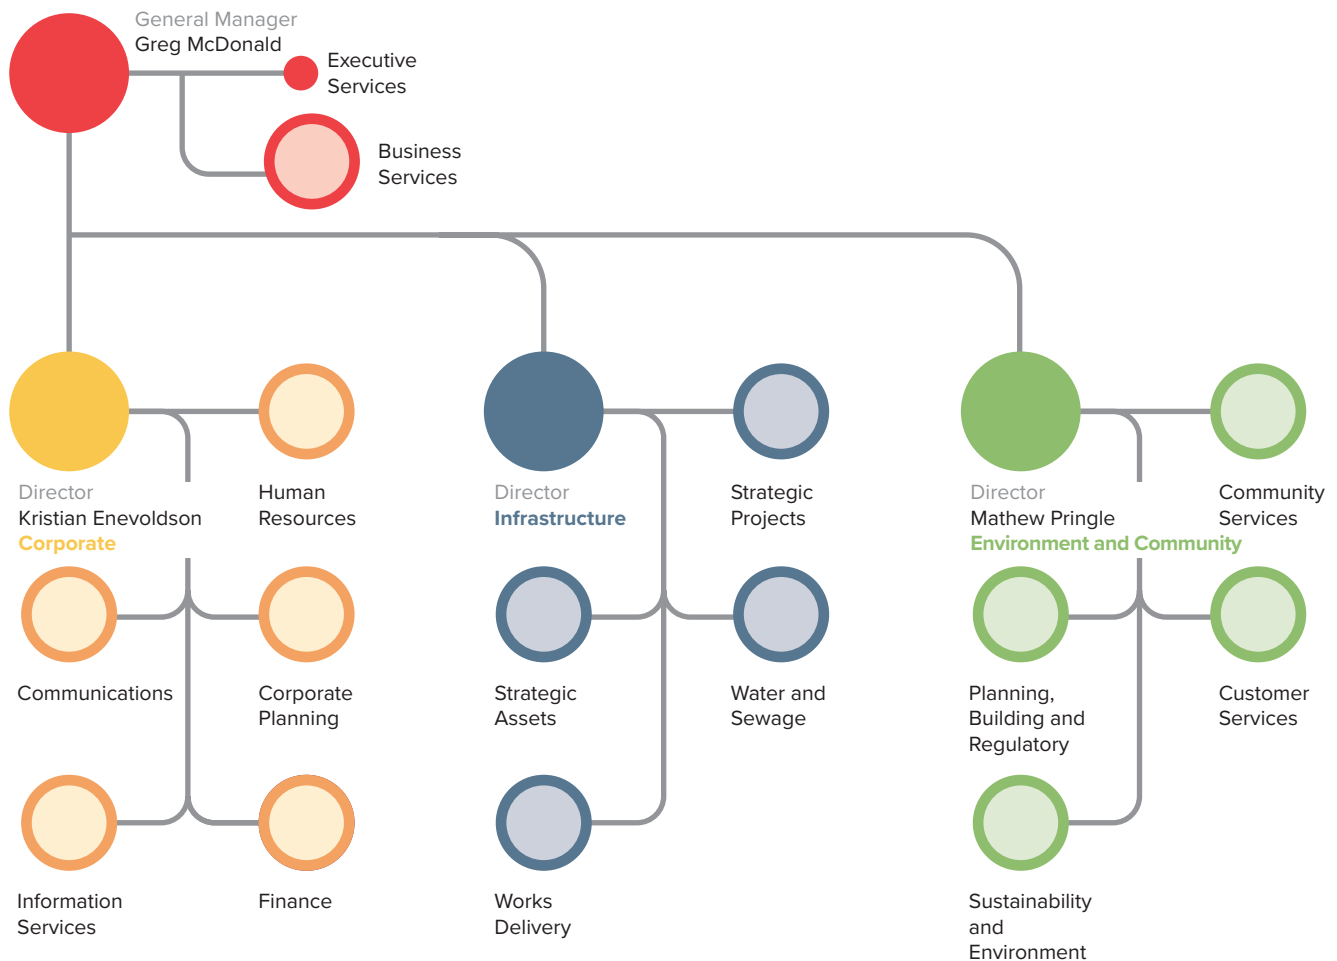 General Manager
Greg McDonald
Executive
Services
Business
Services
Director
Kristian Enevoldson
Corporate
Human
Resources
Director
Infrastructure
Strategic
Projects
Director
Mathew Pringle
Environment and Community
Community
Services
Communications
Corporate
Planning
Strategic
Assets
Water and
Sewage
Planning,
Building and
Regulatory
Customer
Services
Information
Services
Finance
Works
Delivery
Sustainability
and
Environment